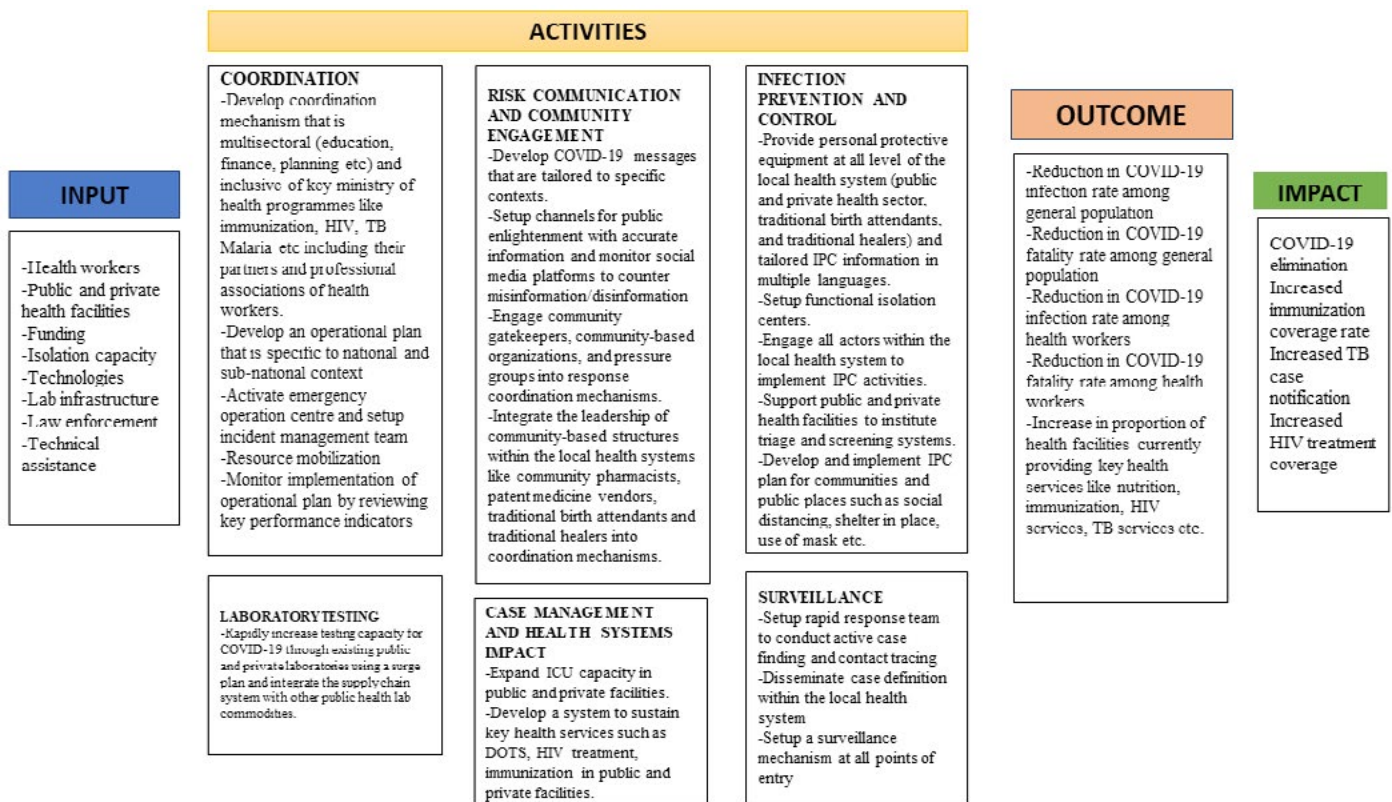 ACTIVITIES
COORDINATION
-Develop coordination
mechanism that is
multisectoral (education,
finance, planning etc) and
inclusive of key ministry of
health programmes like
immunization, HIV, TB
Malaria etc including their
partners and professional
associations of health
workers.
-Develop an operational plan
that is specific to national and
sub-national context
-Activate emergency
operation centre and setup
incident management team
-Resource mobilization
-Monitor implementation of
operational plan by reviewing
key performance indicators
RISK COMMUNICATION
AND COMMUNITY
ENGAGEMENT
-Develop COVID-19 messages
that are tailored to specific
contexts.
-Setup channels for public
enlightenment with accurate
information and monitor social
media platforms to counter
misinformation/disinformation
-Engage community
gatekeepers, community-based
organizations, and pressure
groups into response
coordination mechanisms.
-Integrate the leadership of
community-based structures
within the local health systems
like community pharmacists,
patent medicine vendors,
traditional birth attendants and
traditional healers into
coordination mechanisms.
INFECTION
PREVENTION AND
CONTROL
-Provide personal protective
equipment at all level of the
local health system (public
and private health sector,
traditional birth attendants,
and traditional healers) and
tailored IPC information in
multiple languages.
-Setup functional isolation
centers.
-Engage all actors within the
local health system to
implement IPC activities.
-Support public and private
health facilities to institute
triage and screening systems.
-Develop and implement IPC
plan for communities and
public places such as social
distancing, shelter in place,
use of mask etc.
OUTCOME
-Reduction in COVID-19
infection rate among
general population
-Reduction in COVID-19
fatality rate among general
population
-Reduction in COVID-19
infection rate among
health workers
-Reduction in COVID-19
fatality rate among health
workers
-Increase in proportion of
health facilities currently
providing key health
services like nutrition,
immunization, HIV
services, TB services etc.
INPUT
-Health workers
-Public and private
health facilities
-Funding
-Isolation capacity
-Technologies
-Lab infrastructure
-Law enforcement
-Technical
assistance
IMPACT
COVID-19
elimination
Increased
immunization
coverage rate
Increased TB
case
notification
Increased
HIV treatment
coverage
LABORATORY TESTING
-Rapidly increase testing capacity for
COVID-19 through existing public
and private laboratories using a surge
plan and integrate the supply chain
system with other public health lab
commodities.
CASE MANAGEMENT
AND HEALTH SYSTEMS
IMPACT
-Expand ICU capacity in
public and private facilities.
-Develop a system to sustain
key health services such as
DOTS, HIV treatment,
immunization in public and
private facilities.
SURVEILLANCE
-Setup rapid response team
to conduct active case
finding and contact tracing
-Disseminate case definition
within the local health
system
-Setup a surveillance
mechanism at all points of
entry